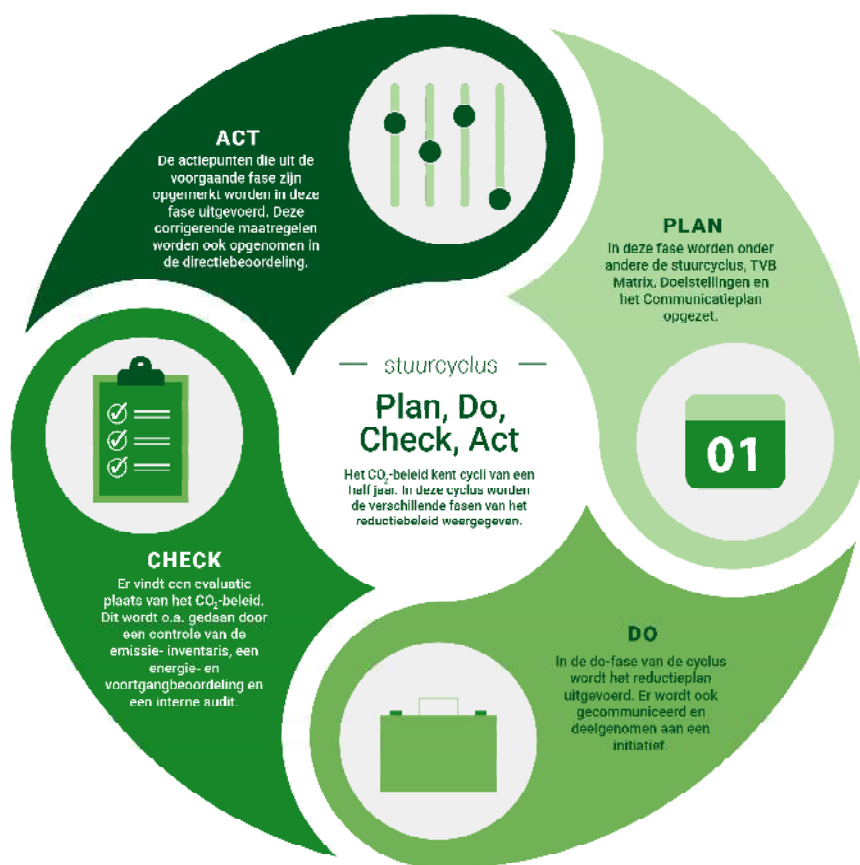 stuurcyclus
Plan, Do,
Check, Act
Het CO₂-beleid kent cycli van een
half jaar. In deze cyclus worden
de verschillende fasen van het
reductiebeleid weergegeven.
PLAN
In deze fase worden onder
andere de stuurcyclus, TVB
Matrix, Doelstellingen en
het Communicatieplan
opgezet.
01
DO
In de do-fase van de cyclus
wordt het reductieplan
uitgevoerd. Er wordt ook
gecommuniceerd en
deelgenomen aan een
initiatief.
CHECK
Er vindt een evaluatie
plaats van het CO₂-beleid.
Dit wordt o.a. gedaan door
een controle van de
emissie- inventaris, een
energie- en
voortgangbeoordeling en
een interne audit.
ACT
De actiepunten die uit de
voorgaande fase zijn
opgemerkt worden in deze
fase uitgevoerd. Deze
corrigerende maatregelen
worden ook opgenomen in
de directiebeoordeling.